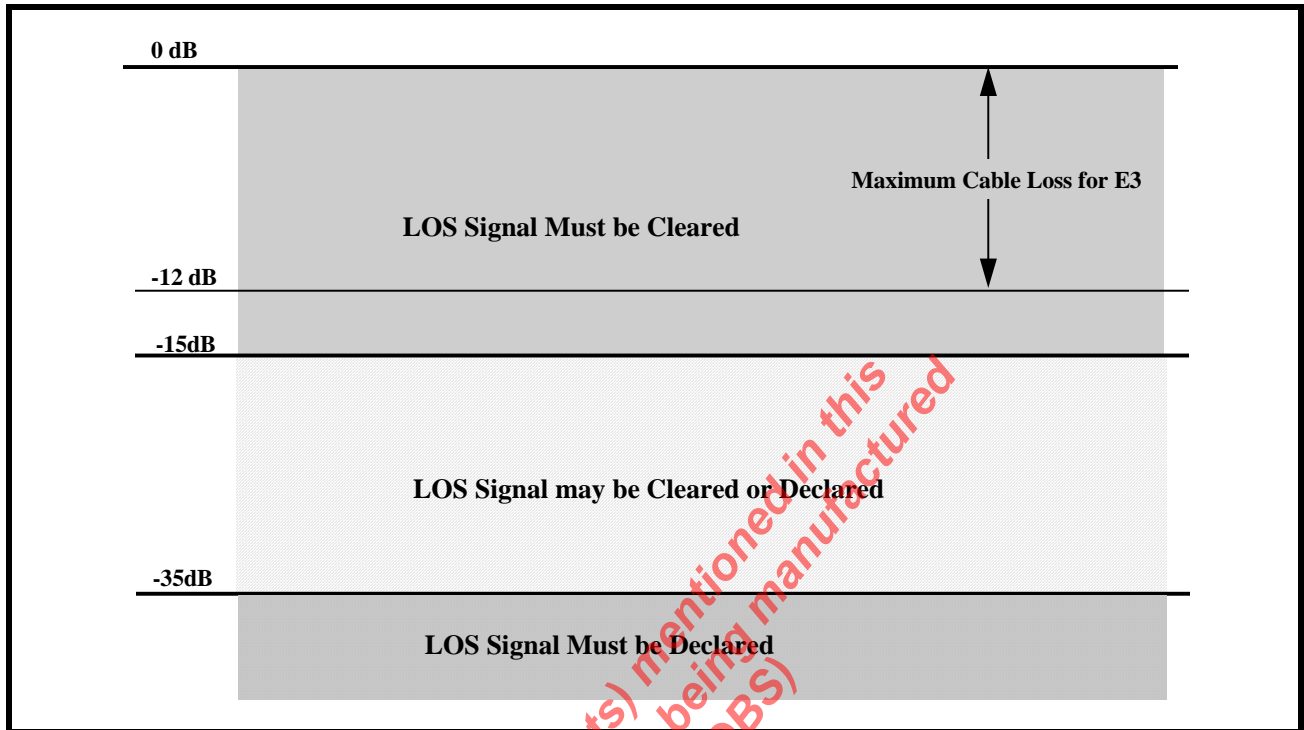 0 dB
Maximum Cable Loss for E3
LOS Signal Must be Cleared
-12 dB
-15dB
LOS Signal may be Cleared or Declared
-35dB
LOS Signal Must be Declared
mentioned in this
being manufactured